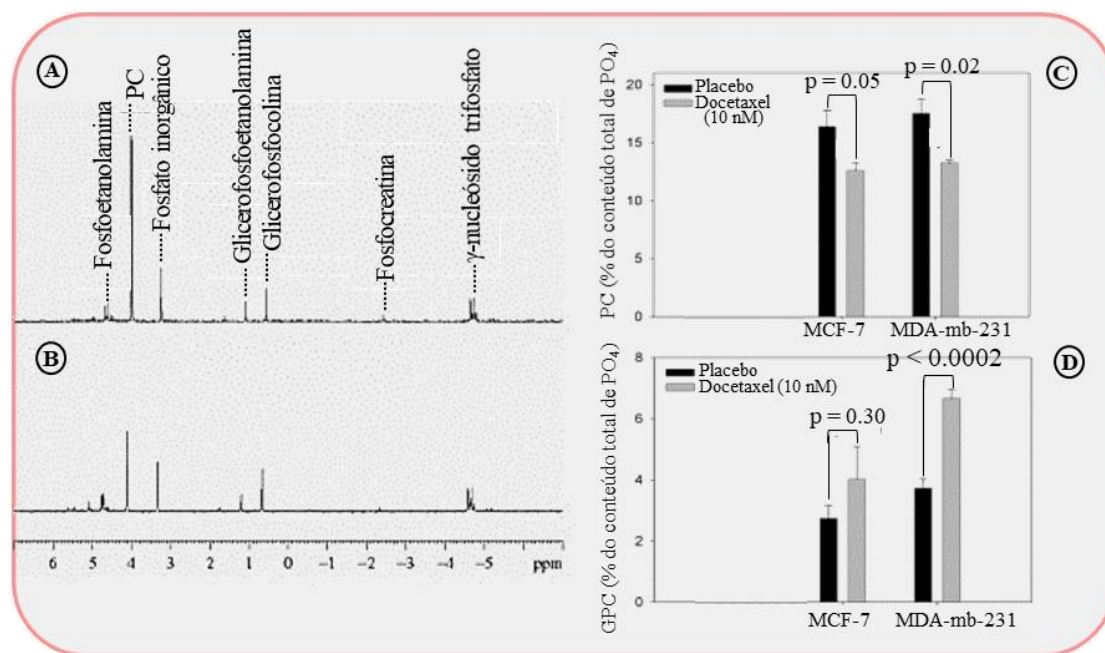 A
Fosfoetanolamina
PC
Fosfato inorgânico
Glicerofosfoetanolamina
Glicerofosfocolina
Fosfocreatina
γ-nucleósido trifosfato
B
6 5 4 3 2 1 0 −1 −2 −3 −4 −5 ppm
C
PC (% do conteúdo total de PO4)
20
15
10
5
0
Placebo
Docetaxel
(10 nM)
p = 0.05
p = 0.02
MCF-7 MDA-mb-231
D
GPC (% do conteúdo total de PO4)
8
6
4
2
0
Placebo
Docetaxel (10 nM)
p = 0.30
p < 0.0002
MCF-7 MDA-mb-231